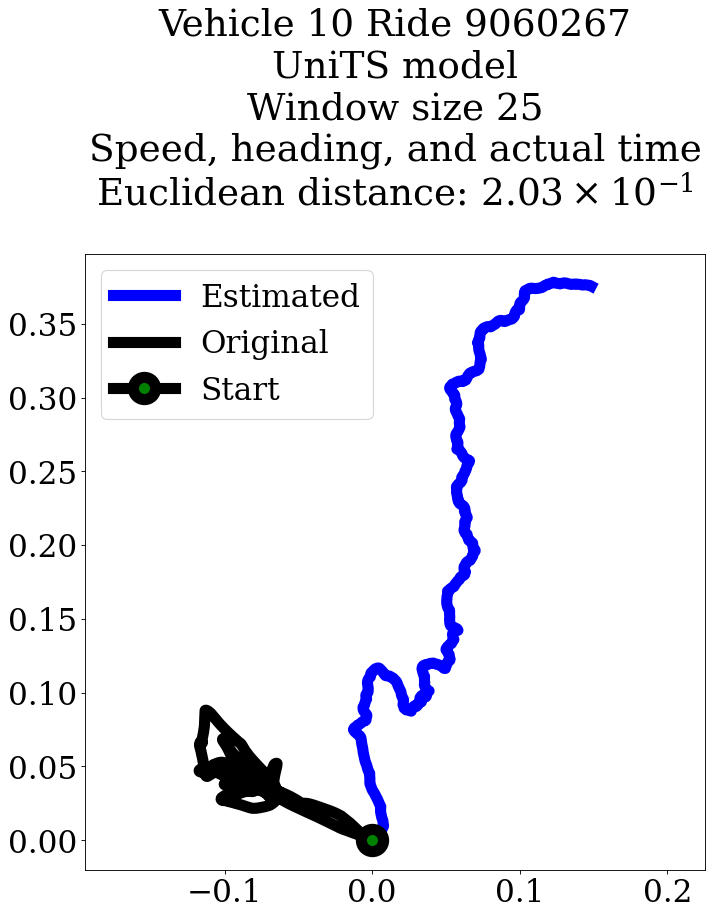 Vehicle 10 Ride 9060267
UniTS model
Window size 25
Speed, heading, and actual time
Euclidean distance: 2.03 × 10⁻¹
Estimated
Original
Start
0.35
0.30
0.25
0.20
0.15
0.10
0.05
0.00
−0.1 0.0 0.1 0.2